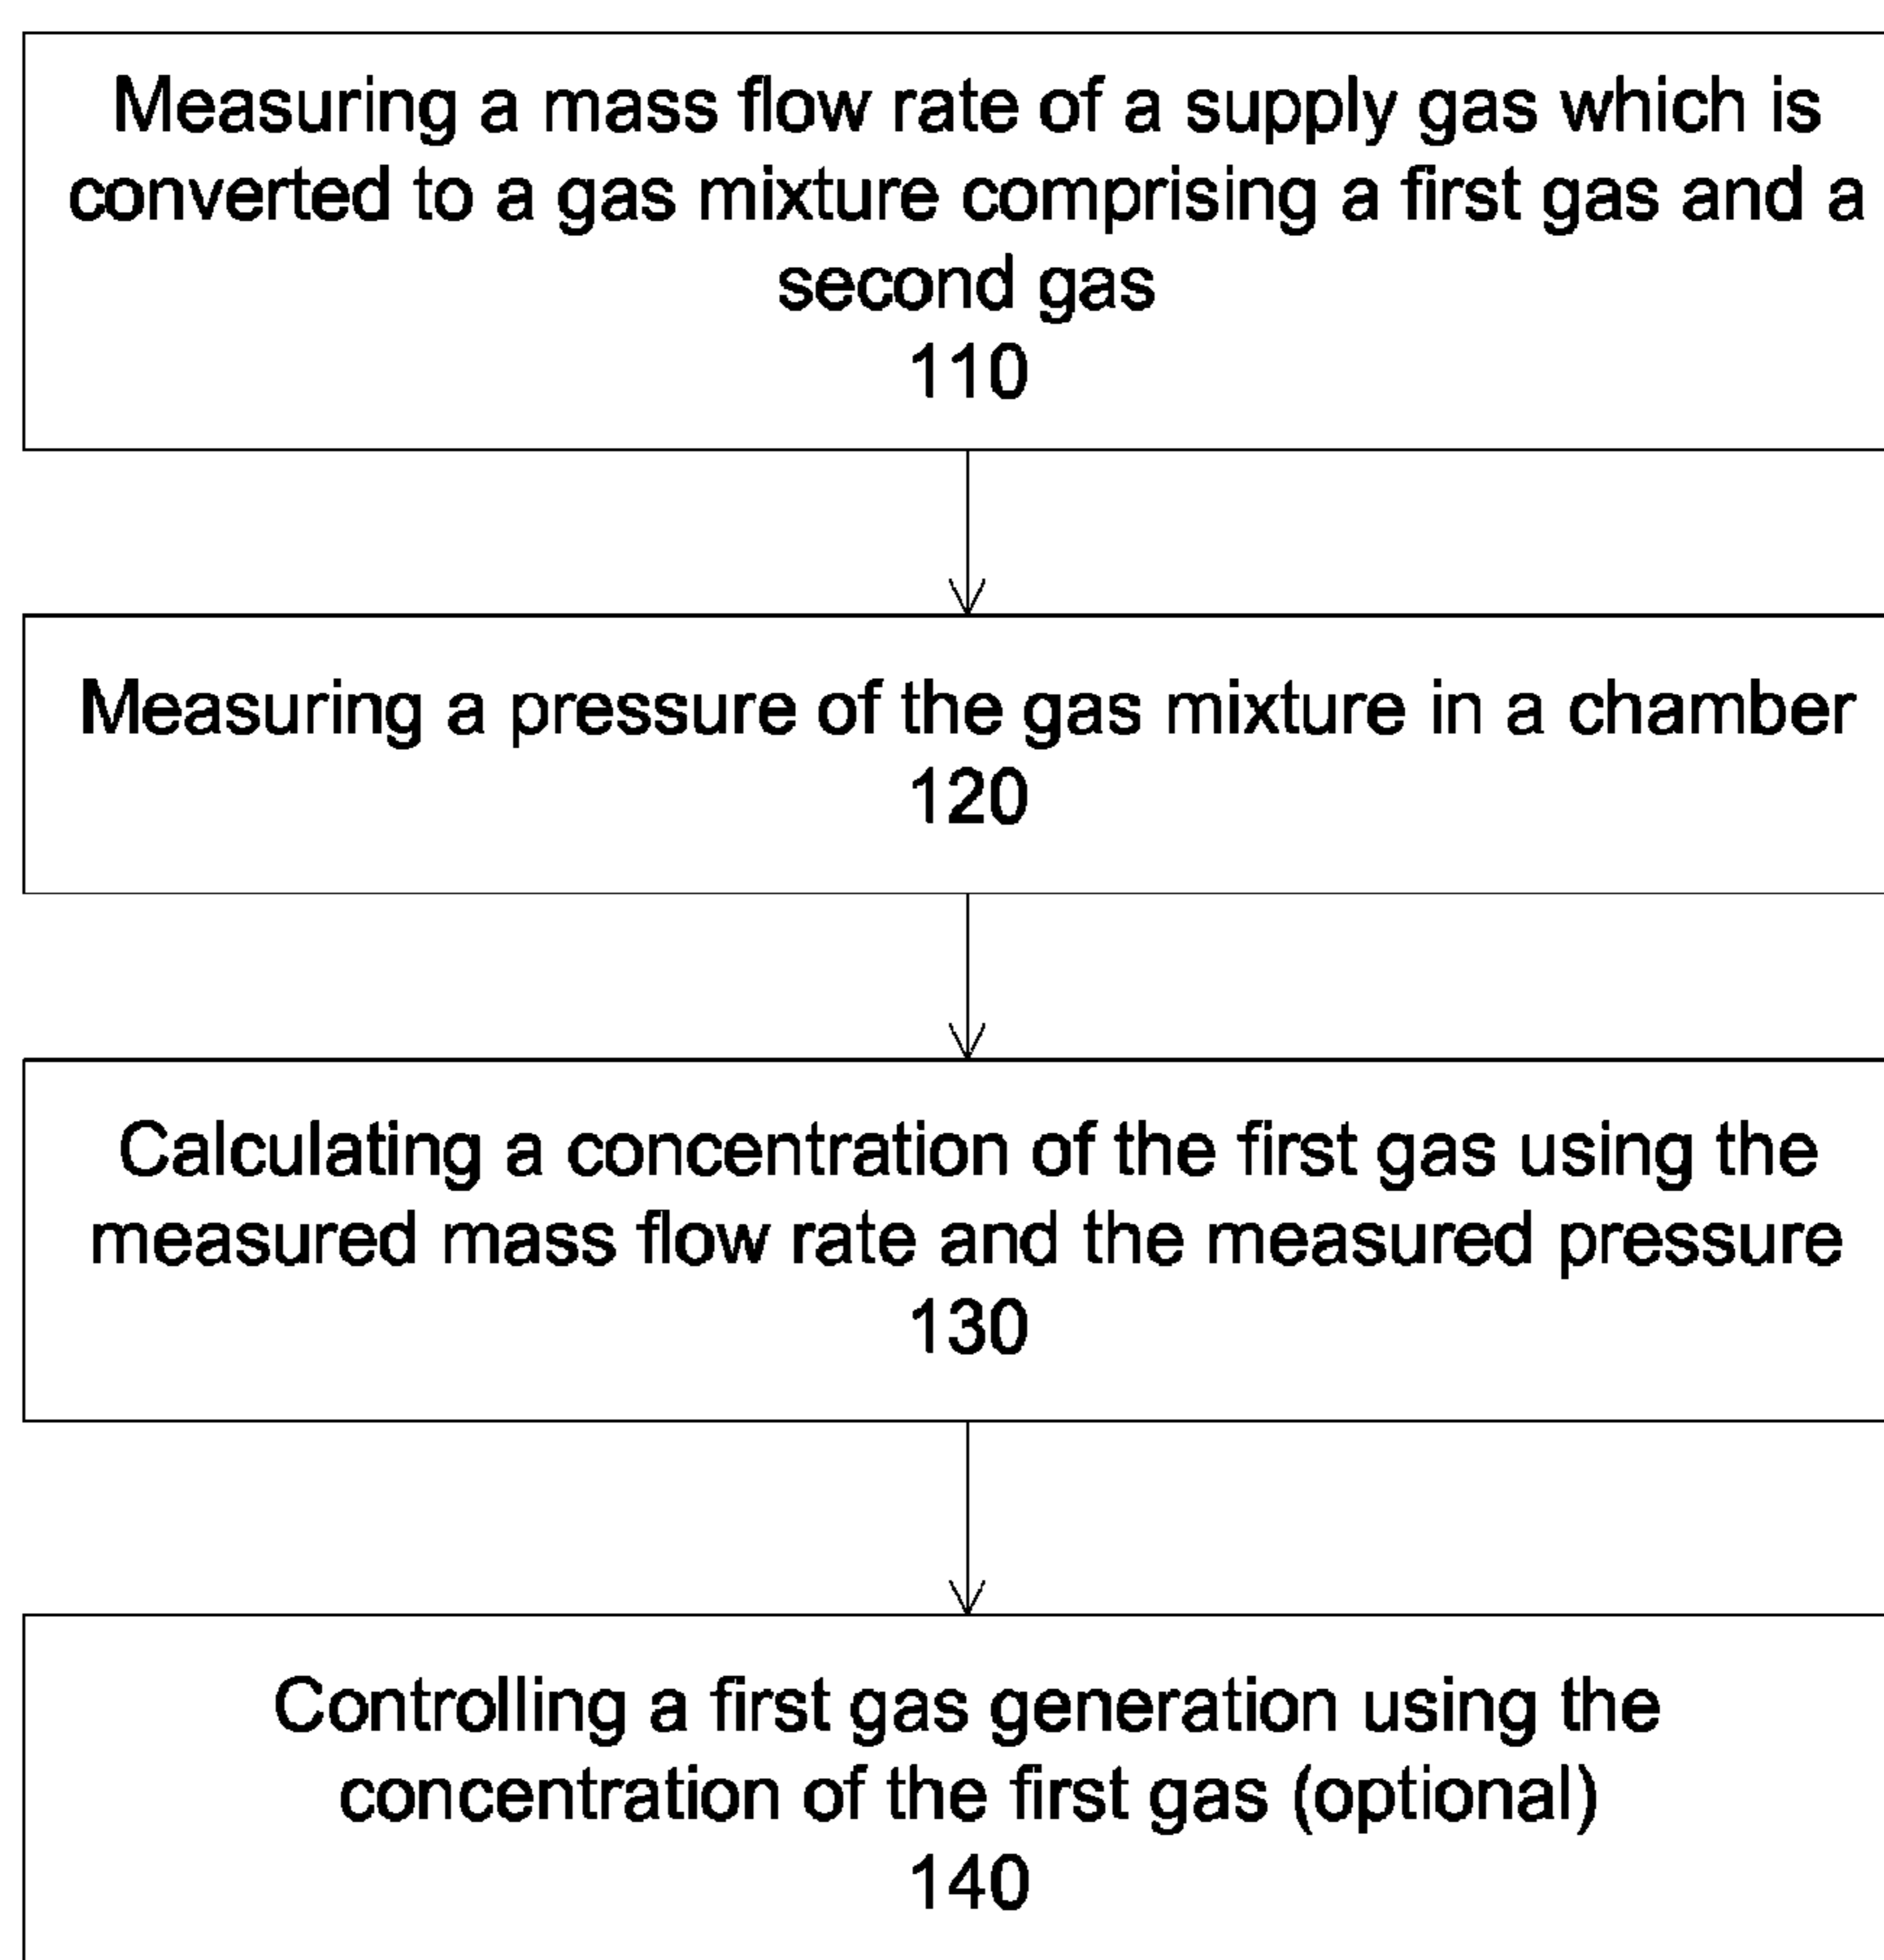 Measuring a mass flow rate of a supply gas which is
converted to a gas mixture comprising a first gas and a
second gas
110
Measuring a pressure of the gas mixture in a chamber
120
Calculating a concentration of the first gas using the
measured mass flow rate and the measured pressure
130
Controlling a first gas generation using the
concentration of the first gas (optional)
140